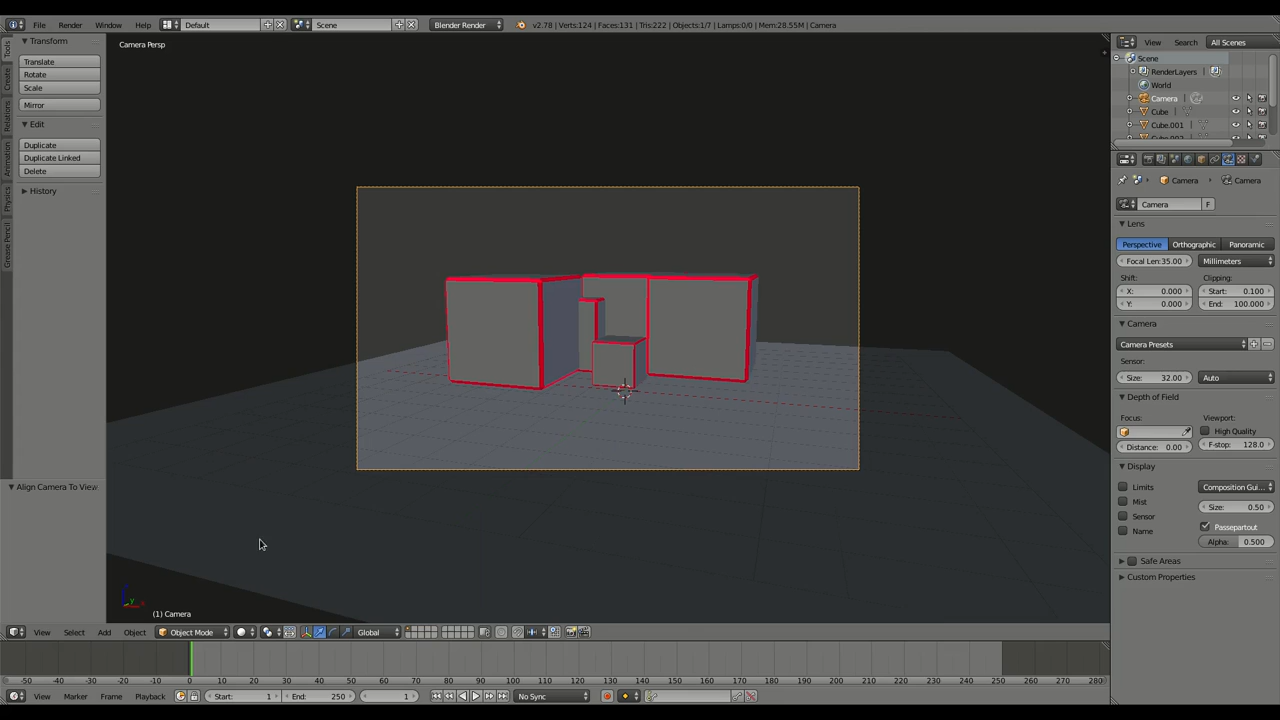 File Render Window Help Default Scene Blender Render v2.78 | Verts:124 | Faces:131 | Tris:222 | Objects:1/7 | Lamps:0/0 | Mem:28.55M | Camera
Tools
Create
Relations
Animation
Physics
Grease Pencil
Transform
Translate
Rotate
Scale
Mirror
Edit
Duplicate
Duplicate Linked
Delete
History
Align Camera To View
Camera Persp
(1) Camera
View Select Add Object Object Mode Global
View Search All Scenes
Scene
RenderLayers
World
Camera
Cube
Cube.001
Camera Camera
Camera F
Lens
Perspective Orthographic Panoramic
Focal Len:35.00 Millimeters
Shift: Clipping:
X: 0.000 Start: 0.100
Y: 0.000 End: 100.000
Camera
Camera Presets
Sensor:
Size: 32.00 Auto
Depth of Field
Focus: Viewport:
High Quality
Distance: 0.00 F-stop: 128.0
Display
Limits Composition Gui...
Mist Size: 0.50
Sensor Passepartout
Name Alpha: 0.500
Safe Areas
Custom Properties
-50 -40 -30 -20 -10 0 10 20 30 40 50 60 70 80 90 100 110 120 130 140 150 160 170 180 190 200 210 220 230 240 250 260 270 280
View Marker Frame Playback Start: 1 End: 250 1 No Sync